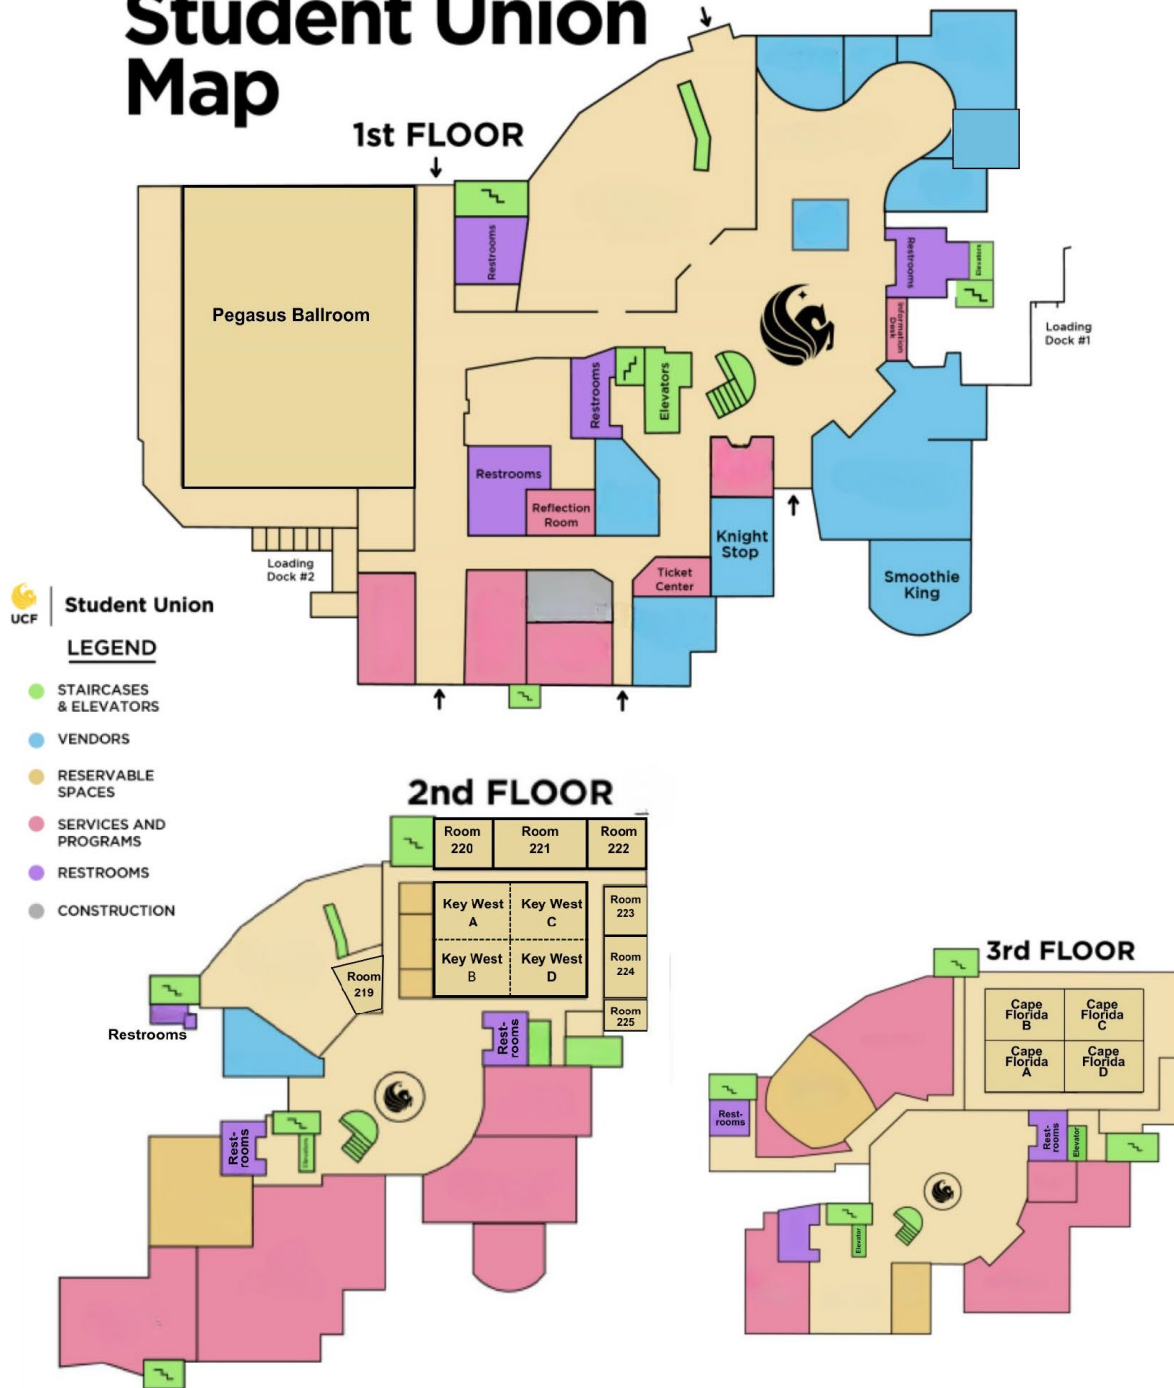 Student Union
Map
1st FLOOR
Restrooms
Pegasus Ballroom
Restrooms
Elevators
Information
Desk
Loading
Dock #1
Restrooms
Elevators
Restrooms
Reflection
Room
Knight
Stop
Ticket
Center
Smoothie
King
Loading
Dock #2
UCF
Student Union
LEGEND
STAIRCASES
& ELEVATORS
VENDORS
RESERVABLE
SPACES
SERVICES AND
PROGRAMS
RESTROOMS
CONSTRUCTION
2nd FLOOR
Room
220
Room
221
Room
222
Key West
A
Key West
C
Room
223
Key West
B
Key West
D
Room
224
Room
219
Room
225
Restrooms
Rest-
rooms
Rest-
rooms
Elevators
3rd FLOOR
Cape
Florida
B
Cape
Florida
C
Cape
Florida
A
Cape
Florida
D
Rest-
rooms
Rest-
rooms
Elevator
Elevator